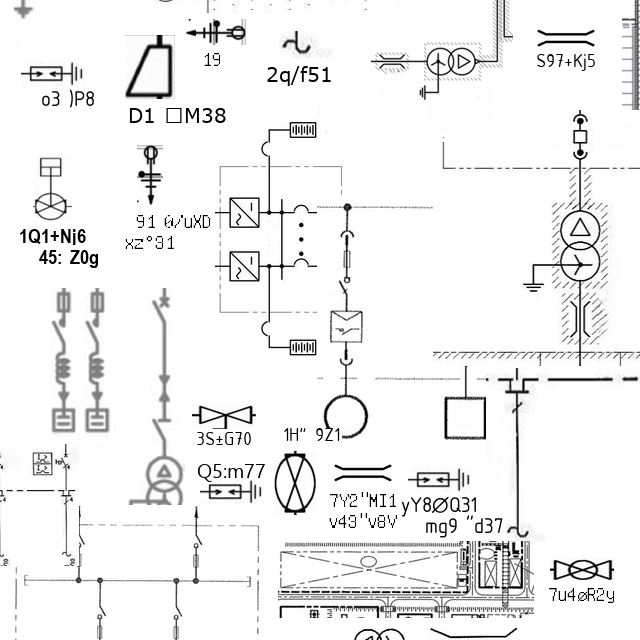 19
2q/f51
S97+Kj5
o3 )P8
D1 □M38
1Q1+Nj6
45: Z0g
91 0/uXD
xz°31
3S±G70
1H" 9Z1
Q5:m77
7Y2"MI1
v43"v8V
yY8ØQ31
mg9 "d37
7u4øR2y